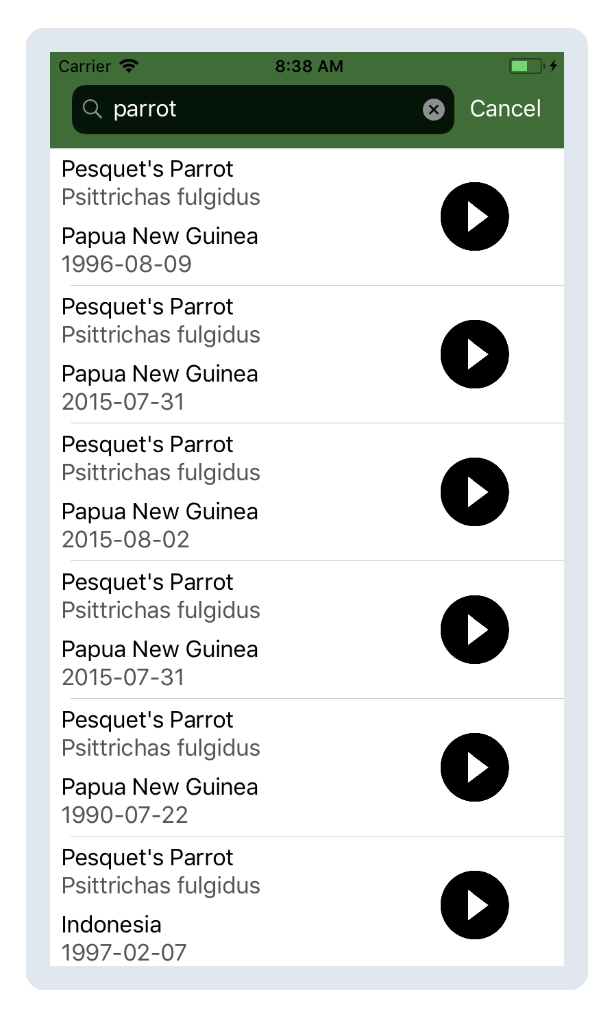 Carrier 8:38 AM
parrot Cancel
Pesquet's Parrot
Psittrichas fulgidus
Papua New Guinea
1996-08-09
Pesquet's Parrot
Psittrichas fulgidus
Papua New Guinea
2015-07-31
Pesquet's Parrot
Psittrichas fulgidus
Papua New Guinea
2015-08-02
Pesquet's Parrot
Psittrichas fulgidus
Papua New Guinea
2015-07-31
Pesquet's Parrot
Psittrichas fulgidus
Papua New Guinea
1990-07-22
Pesquet's Parrot
Psittrichas fulgidus
Indonesia
1997-02-07